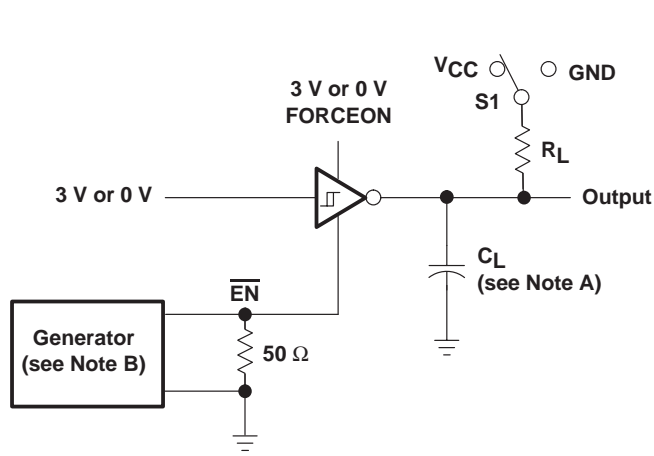 VCC
GND
S1
3 V or 0 V
FORCEON
RL
3 V or 0 V
Output
CL
(see Note A)
EN
Generator
(see Note B)
50 Ω